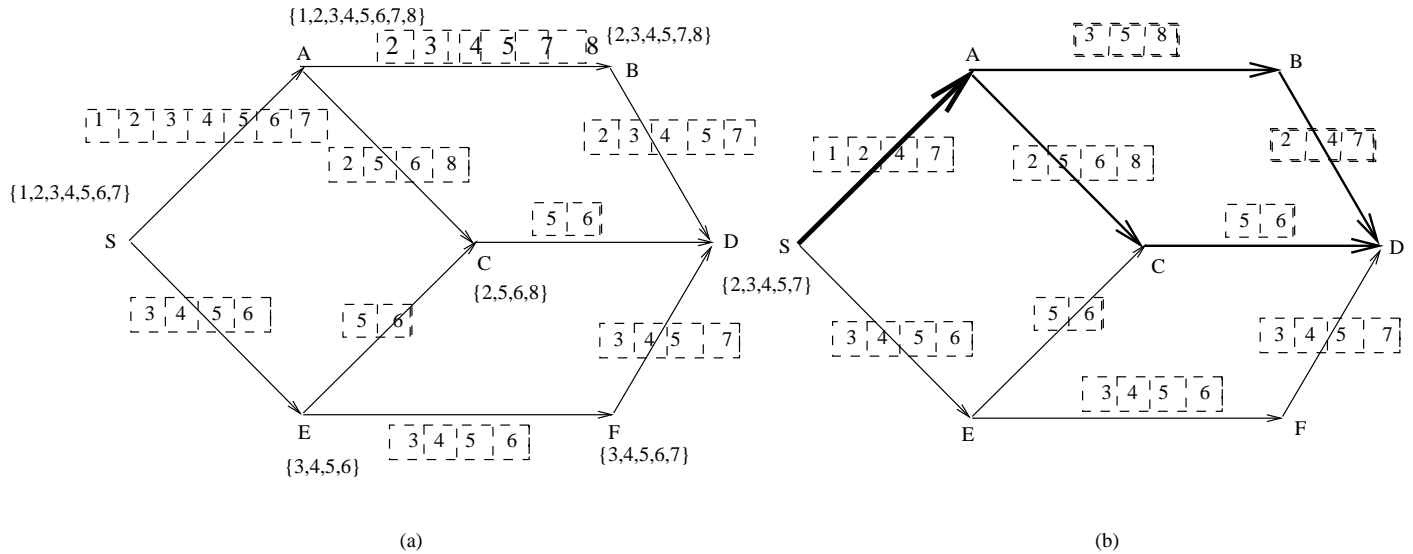 {1,2,3,4,5,6,7,8}
A
2 3 4 5 7 8
{2,3,4,5,7,8}
B
1 2 3 4 5 6 7
2 3 4 5 7
2 5 6 8
{1,2,3,4,5,6,7}
S
5 6
D
C
{2,5,6,8}
{2,3,4,5,7}
3 4 5 6
5 6
3 4 5 7
E
3 4 5 6
F
{3,4,5,6}
{3,4,5,6,7}
(a)
3 5 8
A
B
1 2 4 7
2 4 7
2 5 6 8
S
5 6
D
C
5 6
3 4 5 6
3 4 5 7
3 4 5 6
E
F
(b)